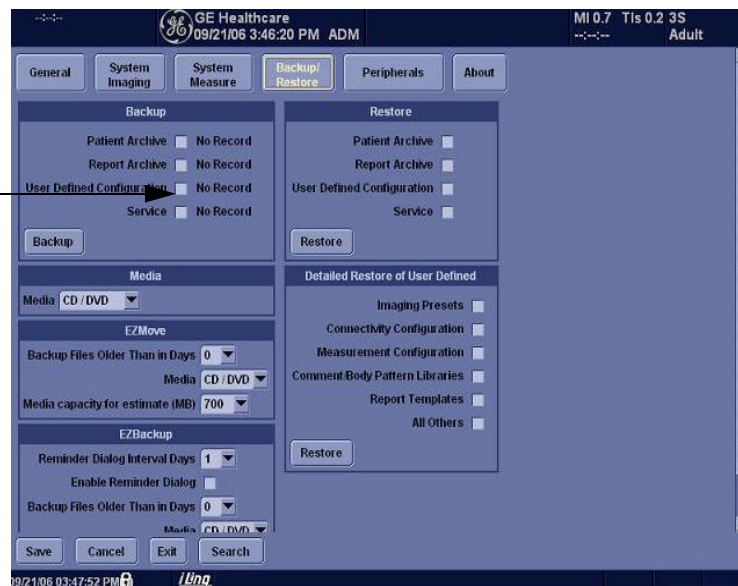 --:--:--
GE Healthcare
09/21/06 3:46:20 PM ADM
MI 0.7 TIs 0.2 3S
--:--:-- Adult
General
System Imaging
System Measure
Backup/ Restore
Peripherals
About
Backup
Patient Archive No Record
Report Archive No Record
User Defined Configuration No Record
Service No Record
Backup
Media
Media CD / DVD
EZMove
Backup Files Older Than in Days 0
Media CD / DVD
Media capacity for estimate (MB) 700
EZBackup
Reminder Dialog Interval Days 1
Enable Reminder Dialog
Backup Files Older Than in Days 0
Media CD / DVD
Restore
Patient Archive
Report Archive
User Defined Configuration
Service
Restore
Detailed Restore of User Defined
Imaging Presets
Connectivity Configuration
Measurement Configuration
Comment/Body Pattern Libraries
Report Templates
All Others
Restore
Save
Cancel
Exit
Search
09/21/06 03:47:52 PM
iLinq